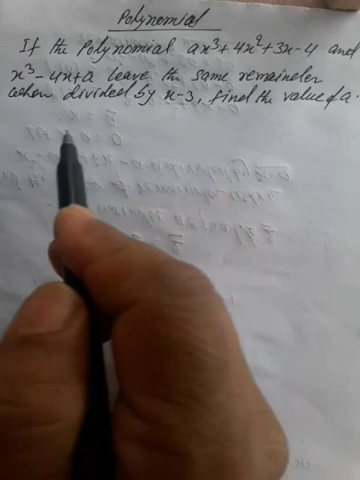 Polynomial
If the Polynomial ax³+4x²+3x-4 and
x³-4x+a leave the same remainder
when divided by x-3, find the value of a.